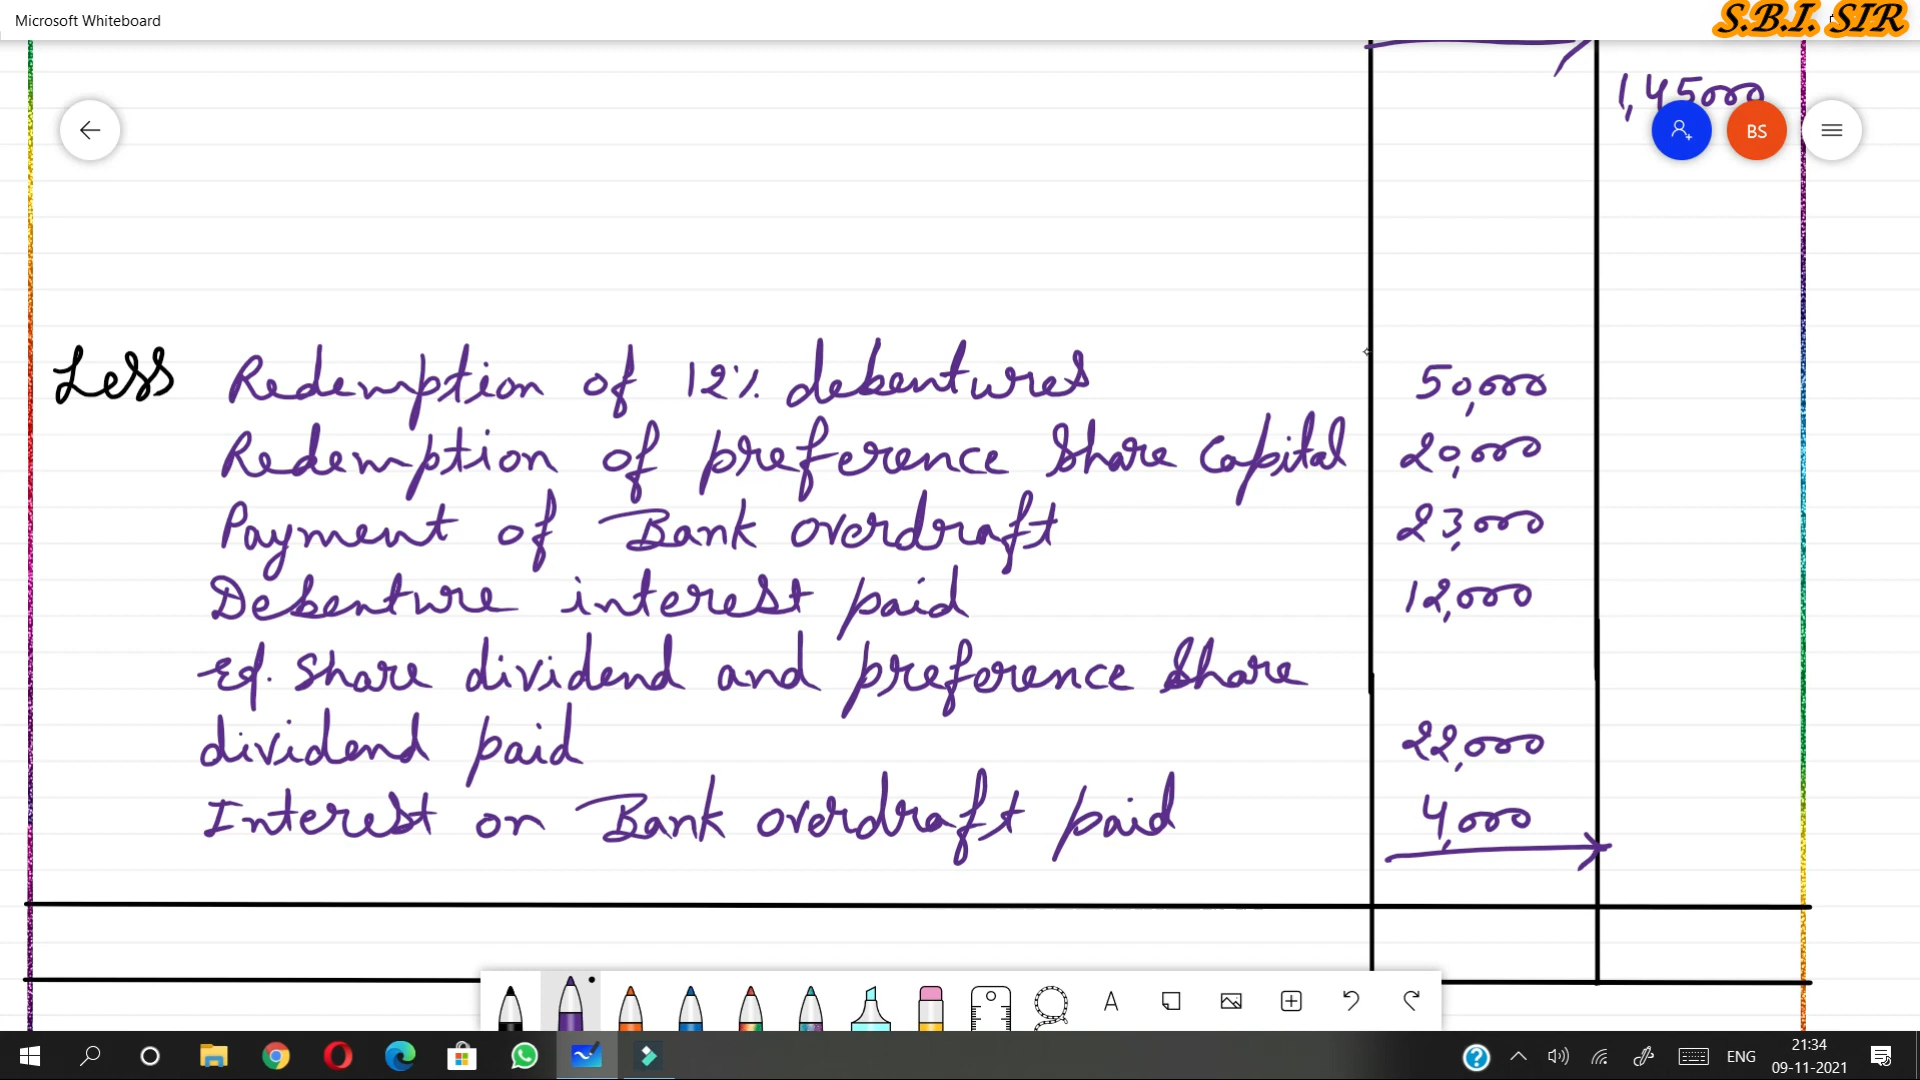 Microsoft Whiteboard
S.B.I. SIR
1,45000
BS
Less Redemption of 12% debentures 50,000
Redemption of preference Share Capital 20,000
Payment of Bank overdraft 23,000
Debenture interest paid 12,000
Eq. Share dividend and preference Share
dividend paid 22,000
Interest on Bank overdraft paid 4,000
A
ENG
21:34
09-11-2021